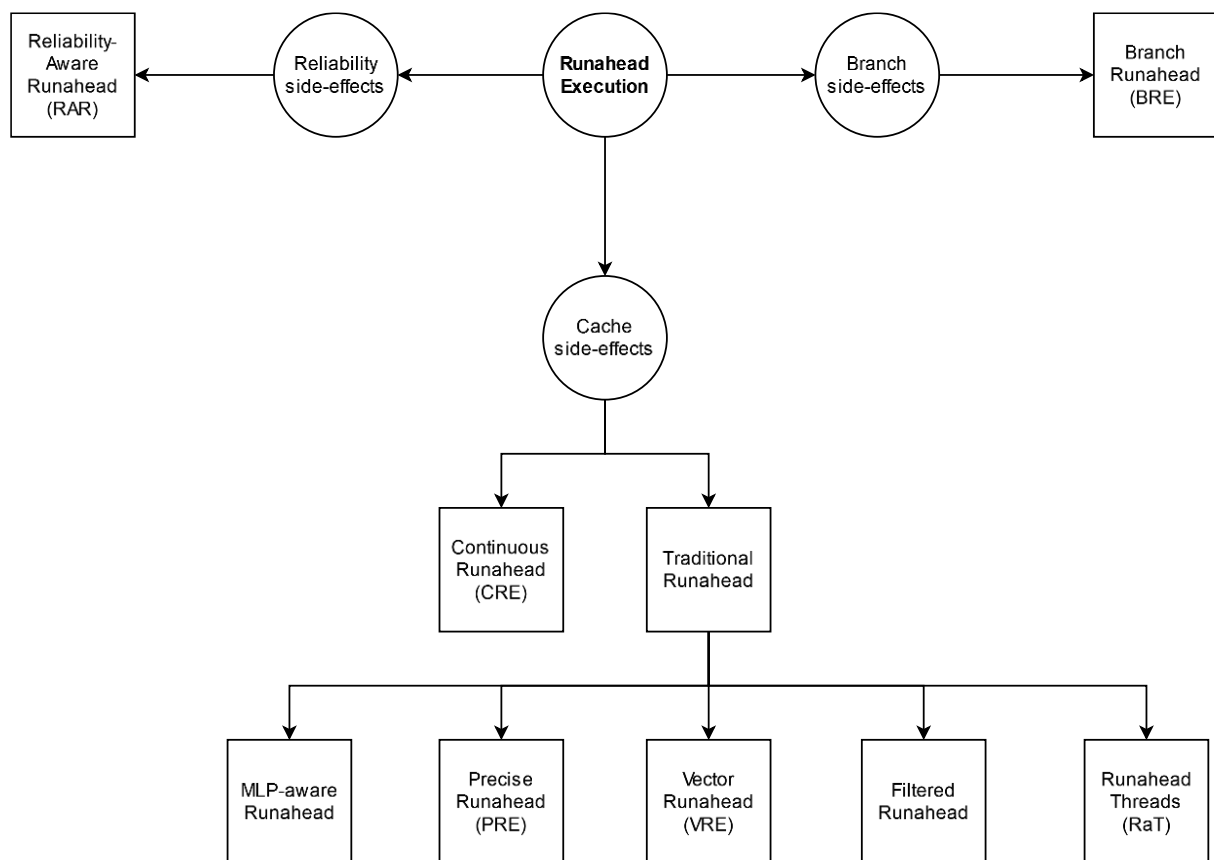 Reliability-
Aware
Runahead
(RAR)
Reliability
side-effects
Runahead
Execution
Branch
side-effects
Branch
Runahead
(BRE)
Cache
side-effects
Continuous
Runahead
(CRE)
Traditional
Runahead
MLP-aware
Runahead
Precise
Runahead
(PRE)
Vector
Runahead
(VRE)
Filtered
Runahead
Runahead
Threads
(RaT)